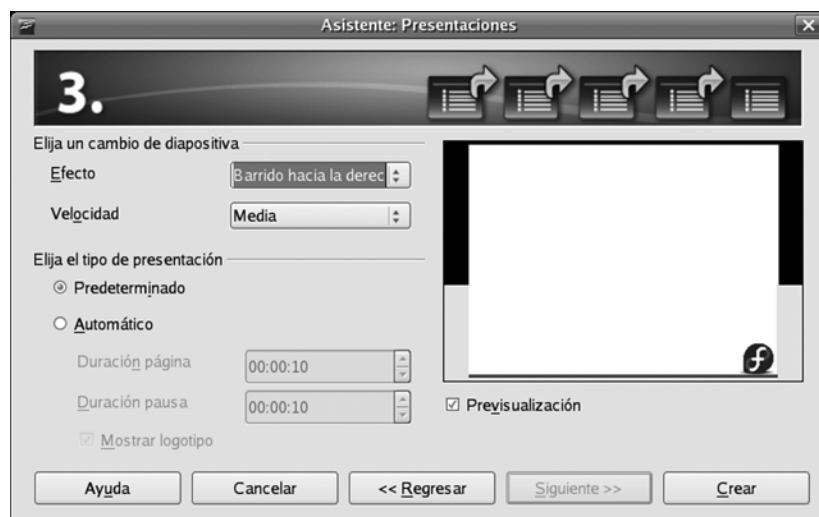 Asistente: Presentaciones
3.
Elija un cambio de diapositiva
Efecto
Barrido hacia la derec
Velocidad
Media
Elija el tipo de presentación
Predeterminado
Automático
Duración página
00:00:10
Duración pausa
00:00:10
Mostrar logotipo
Previsualización
Ayuda
Cancelar
<< Regresar
Siguiente >>
Crear